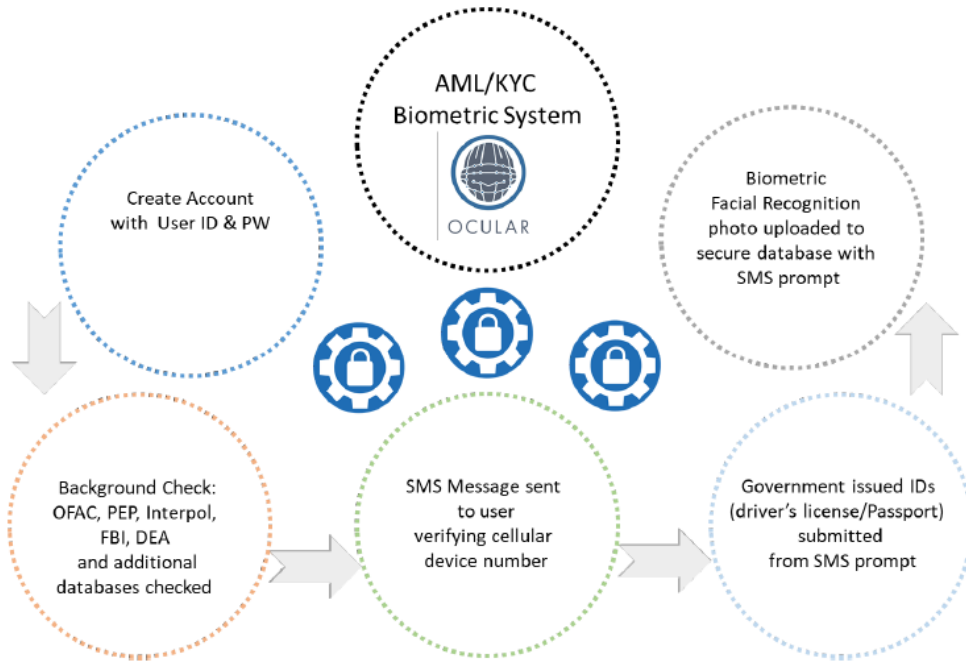 AML/KYC
Biometric System
OCULAR
Create Account
with User ID & PW
Background Check:
OFAC, PEP, Interpol,
FBI, DEA
and additional
databases checked
SMS Message sent
to user
verifying cellular
device number
Government issued IDs
(driver's license/Passport)
submitted
from SMS prompt
Biometric
Facial Recognition
photo uploaded to
secure database with
SMS prompt